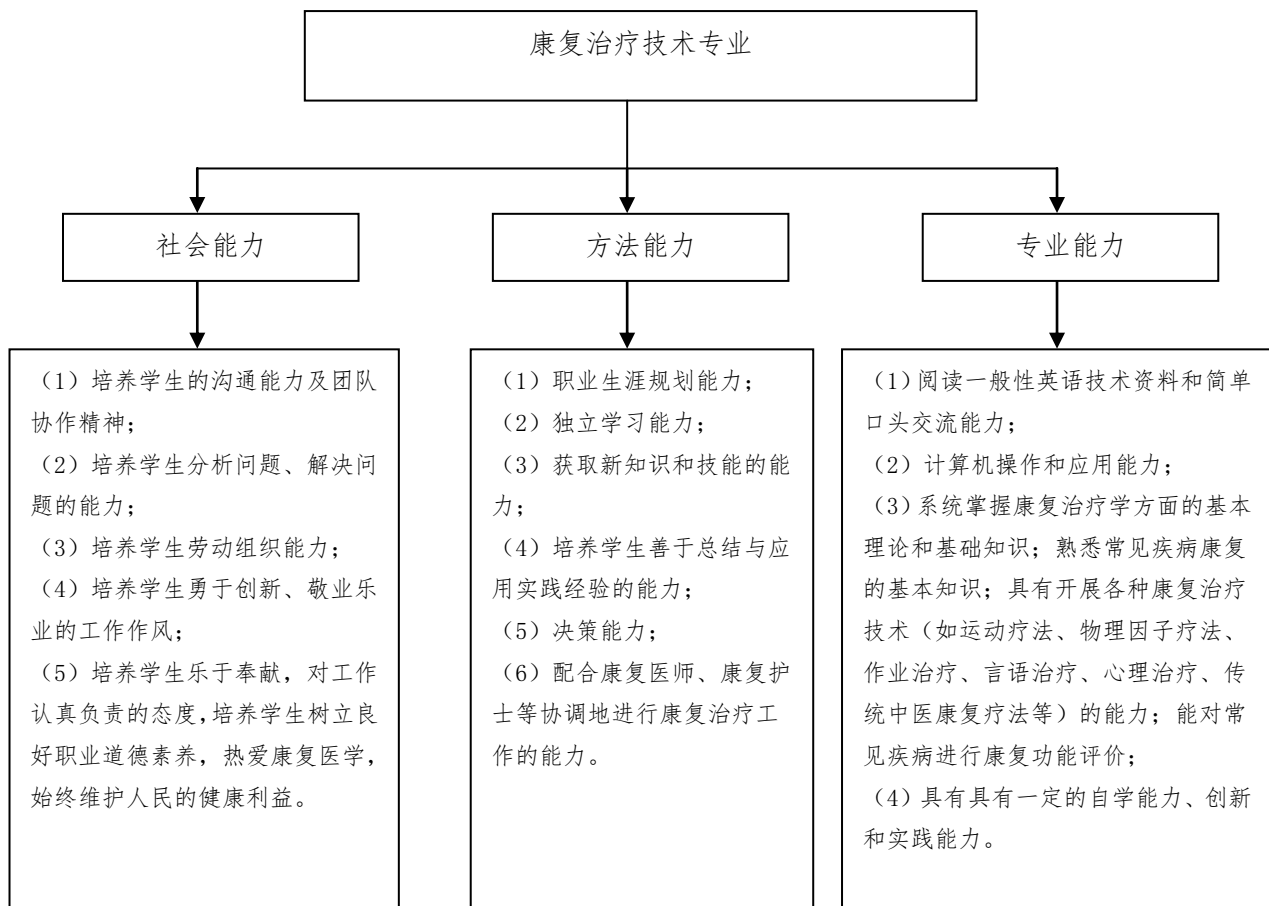 康复治疗技术专业
社会能力
方法能力
专业能力
（1）培养学生的沟通能力及团队
协作精神；
（2）培养学生分析问题、解决问
题的能力；
（3）培养学生劳动组织能力；
（4）培养学生勇于创新、敬业乐
业的工作作风；
（5）培养学生乐于奉献，对工作
认真负责的态度，培养学生树立良
好职业道德素养，热爱康复医学，
始终维护人民的健康利益。
（1）职业生涯规划能力；
（2）独立学习能力；
（3）获取新知识和技能的能
力；
（4）培养学生善于总结与应
用实践经验的能力；
（5）决策能力；
（6）配合康复医师、康复护
士等协调地进行康复治疗工
作的能力。
（1）阅读一般性英语技术资料和简单
口头交流能力；
（2）计算机操作和应用能力；
（3）系统掌握康复治疗学方面的基本
理论和基础知识；熟悉常见疾病康复
的基本知识；具有开展各种康复治疗
技术（如运动疗法、物理因子疗法、
作业治疗、言语治疗、心理治疗、传
统中医康复疗法等）的能力；能对常
见疾病进行康复功能评价；
（4）具有具有一定的自学能力、创新
和实践能力。